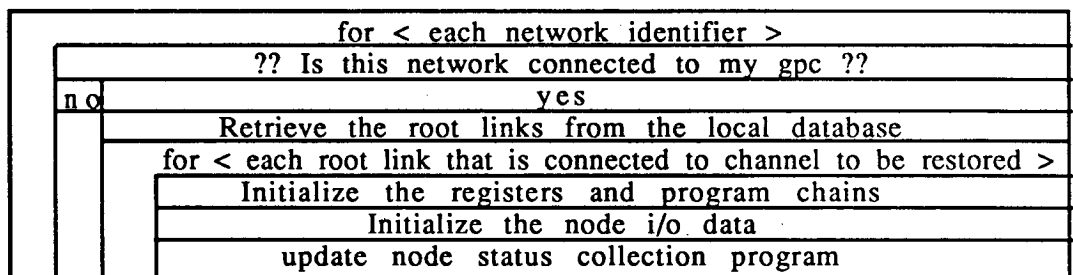 for < each network identifier >
?? Is this network connected to my gpc ??
no yes
Retrieve the root links from the local database
for < each root link that is connected to channel to be restored >
Initialize the registers and program chains
Initialize the node i/o data
update node status collection program